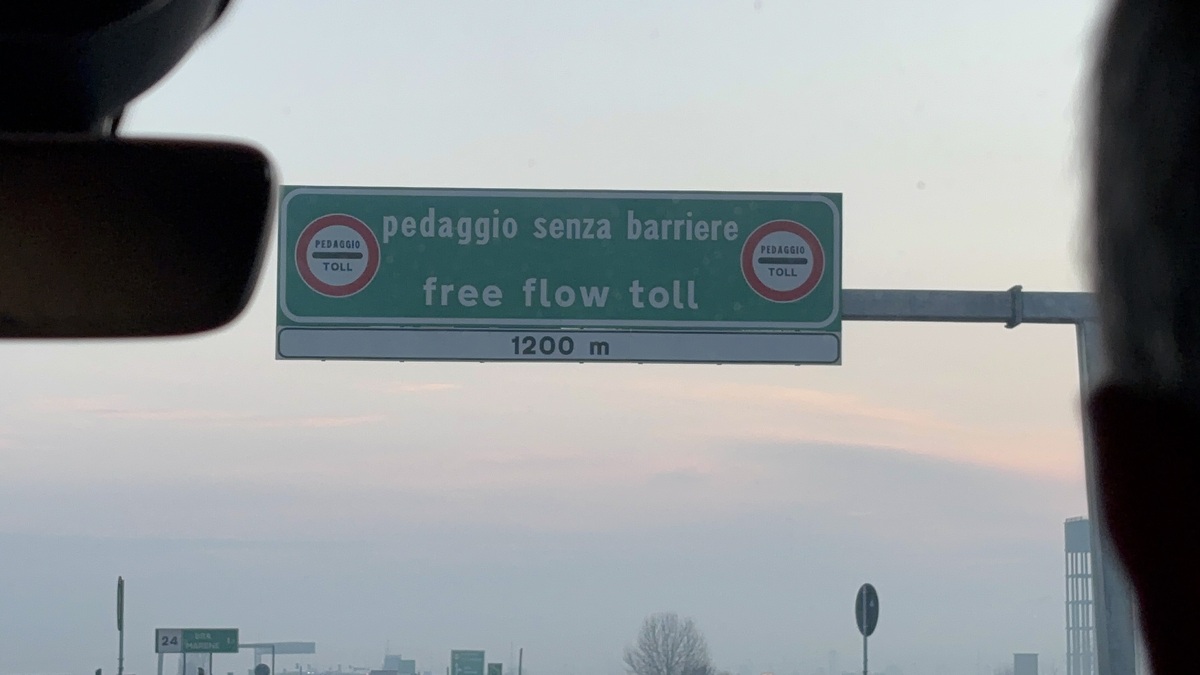 pedaggio senza barriere
PEDAGGIO
TOLL
PEDAGGIO
TOLL
free flow toll
1200 m
24